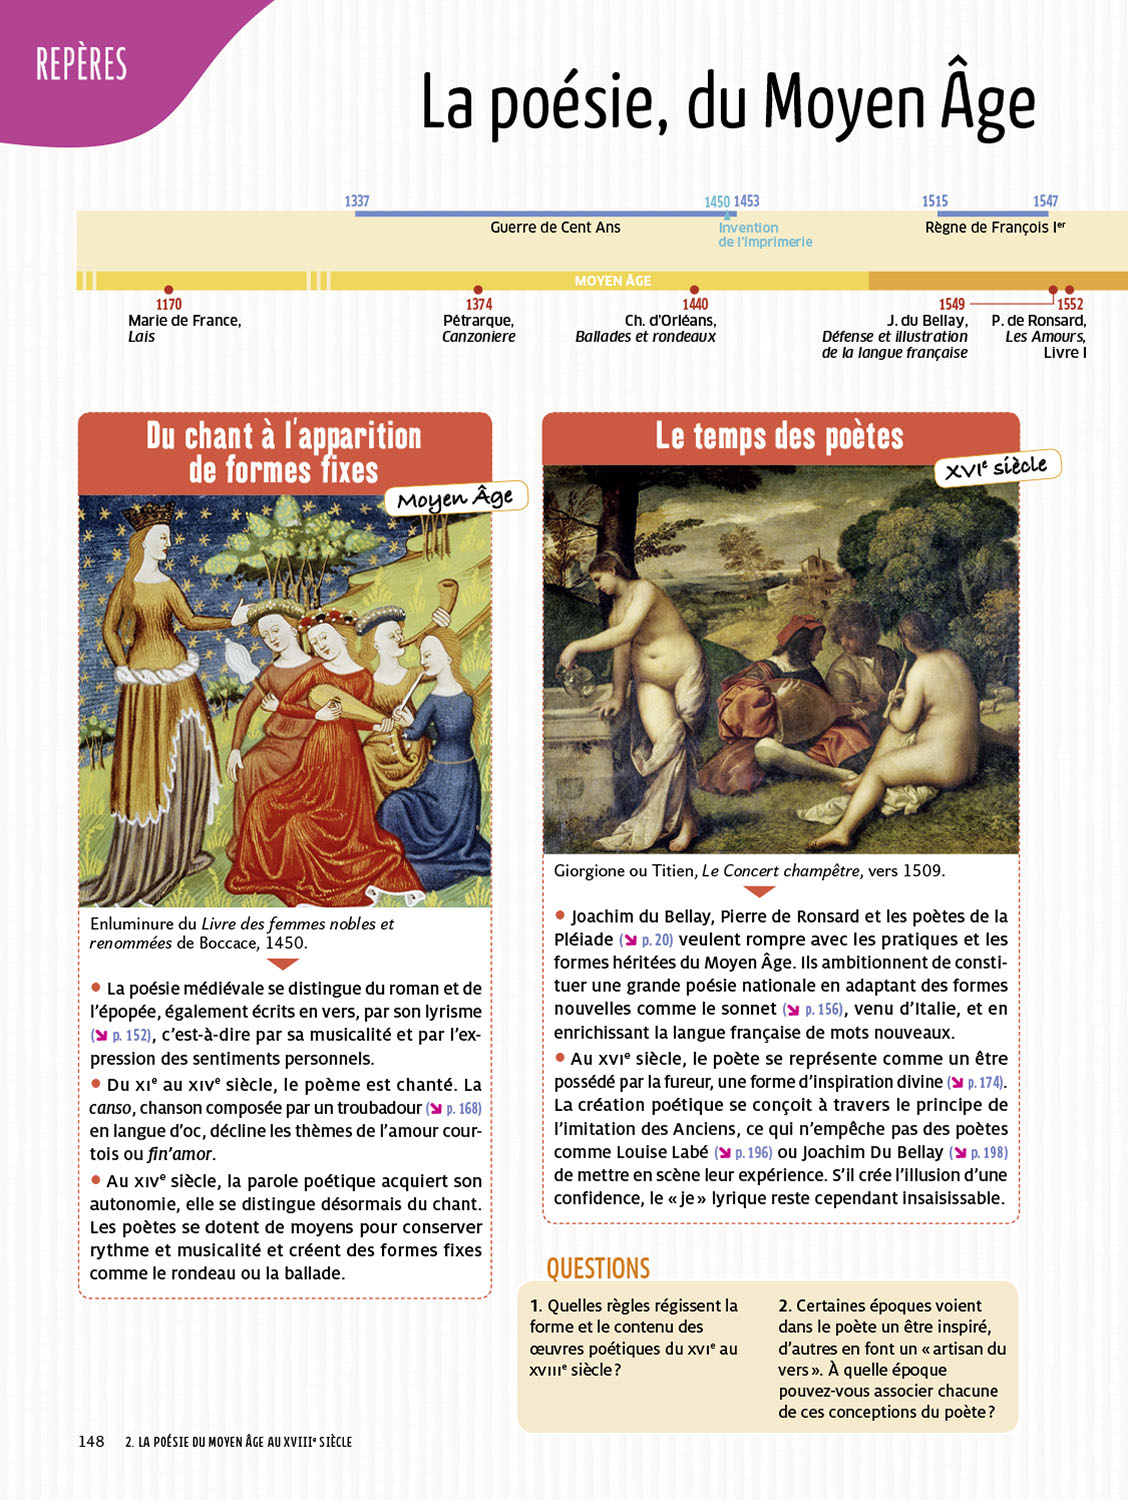 REPÈRES
La poésie, du Moyen Âge
1337
1450 1453
1515
1547
Guerre de Cent Ans
Invention
de l'imprimerie
Règne de François Ier
MOYEN ÂGE
1170
Marie de France,
Lais
1374
Pétrarque,
Canzoniere
1440
Ch. d'Orléans,
Ballades et rondeaux
1549
J. du Bellay,
Défense et illustration
de la langue française
1552
P. de Ronsard,
Les Amours,
Livre I
Du chant à l'apparition
de formes fixes
Moyen Âge
Enluminure du Livre des femmes nobles et
renommées de Boccace, 1450.
• La poésie médiévale se distingue du roman et de
l'épopée, également écrits en vers, par son lyrisme
(↘ p. 152), c'est-à-dire par sa musicalité et par l'ex-
pression des sentiments personnels.
• Du XIe au XIVe siècle, le poème est chanté. La
canso, chanson composée par un troubadour (↘ p. 168)
en langue d'oc, décline les thèmes de l'amour cour-
tois ou fin'amor.
• Au XIVe siècle, la parole poétique acquiert son
autonomie, elle se distingue désormais du chant.
Les poètes se dotent de moyens pour conserver
rythme et musicalité et créent des formes fixes
comme le rondeau ou la ballade.
Le temps des poètes
XVIe siècle
Giorgione ou Titien, Le Concert champêtre, vers 1509.
• Joachim du Bellay, Pierre de Ronsard et les poètes de la
Pléiade (↘ p. 20) veulent rompre avec les pratiques et les
formes héritées du Moyen Âge. Ils ambitionnent de consti-
tuer une grande poésie nationale en adaptant des formes
nouvelles comme le sonnet (↘ p. 156), venu d'Italie, et en
enrichissant la langue française de mots nouveaux.
• Au XVIe siècle, le poète se représente comme un être
possédé par la fureur, une forme d'inspiration divine (↘ p. 174).
La création poétique se conçoit à travers le principe de
l'imitation des Anciens, ce qui n'empêche pas des poètes
comme Louise Labé (↘ p. 196) ou Joachim Du Bellay (↘ p. 198)
de mettre en scène leur expérience. S'il crée l'illusion d'une
confidence, le « je » lyrique reste cependant insaisissable.
QUESTIONS
1. Quelles règles régissent la
forme et le contenu des
œuvres poétiques du XVIe au
XVIIIe siècle ?
2. Certaines époques voient
dans le poète un être inspiré,
d'autres en font un « artisan du
vers ». À quelle époque
pouvez-vous associer chacune
de ces conceptions du poète ?
148 2. LA POÉSIE DU MOYEN ÂGE AU XVIIIe SIÈCLE